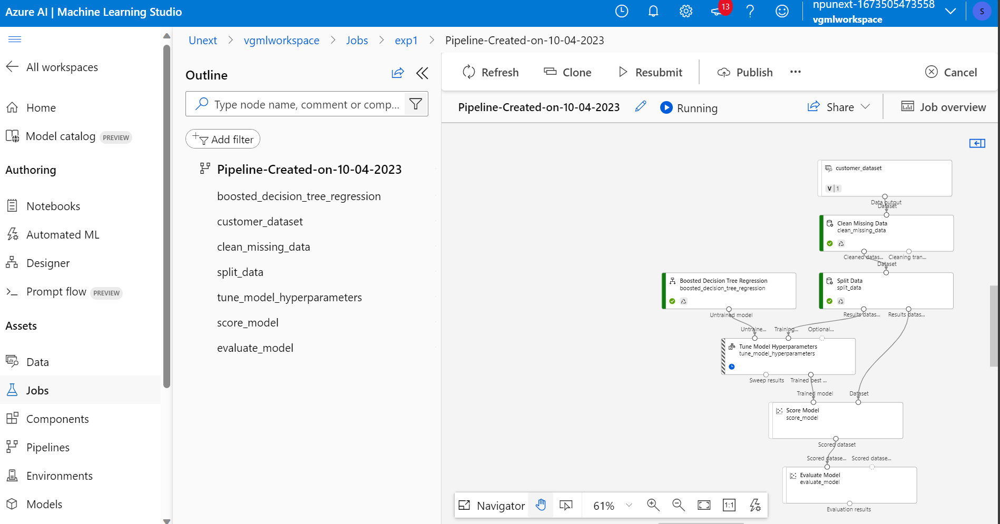 Azure AI | Machine Learning Studio
13
npunext-1673505473558
vgmlworkspace
S
All workspaces
Home
Model catalog PREVIEW
Authoring
Notebooks
Automated ML
Designer
Prompt flow PREVIEW
Assets
Data
Jobs
Components
Pipelines
Environments
Models
Unext > vgmlworkspace > Jobs > exp1 > Pipeline-Created-on-10-04-2023
Outline
Type node name, comment or comp...
Add filter
Pipeline-Created-on-10-04-2023
boosted_decision_tree_regression
customer_dataset
clean_missing_data
split_data
tune_model_hyperparameters
score_model
evaluate_model
Refresh Clone Resubmit Publish ... Cancel
Pipeline-Created-on-10-04-2023 Running Share Job overview
customer_dataset
V | 1
Data output
Dataset
Clean Missing Data
clean_missing_data
Cleaned datas... Cleaning tran...
Dataset
Boosted Decision Tree Regression
boosted_decision_tree_regression
Untrained model
Split Data
split_data
Results datas... Results datas...
Untraine... Training... Optional...
Tune Model Hyperparameters
tune_model_hyperparameters
Sweep results Trained best ...
Trained model Dataset
Score Model
score_model
Scored dataset
Scored datase... Scored datase...
Evaluate Model
evaluate_model
Evaluation results
Navigator 61% 1:1